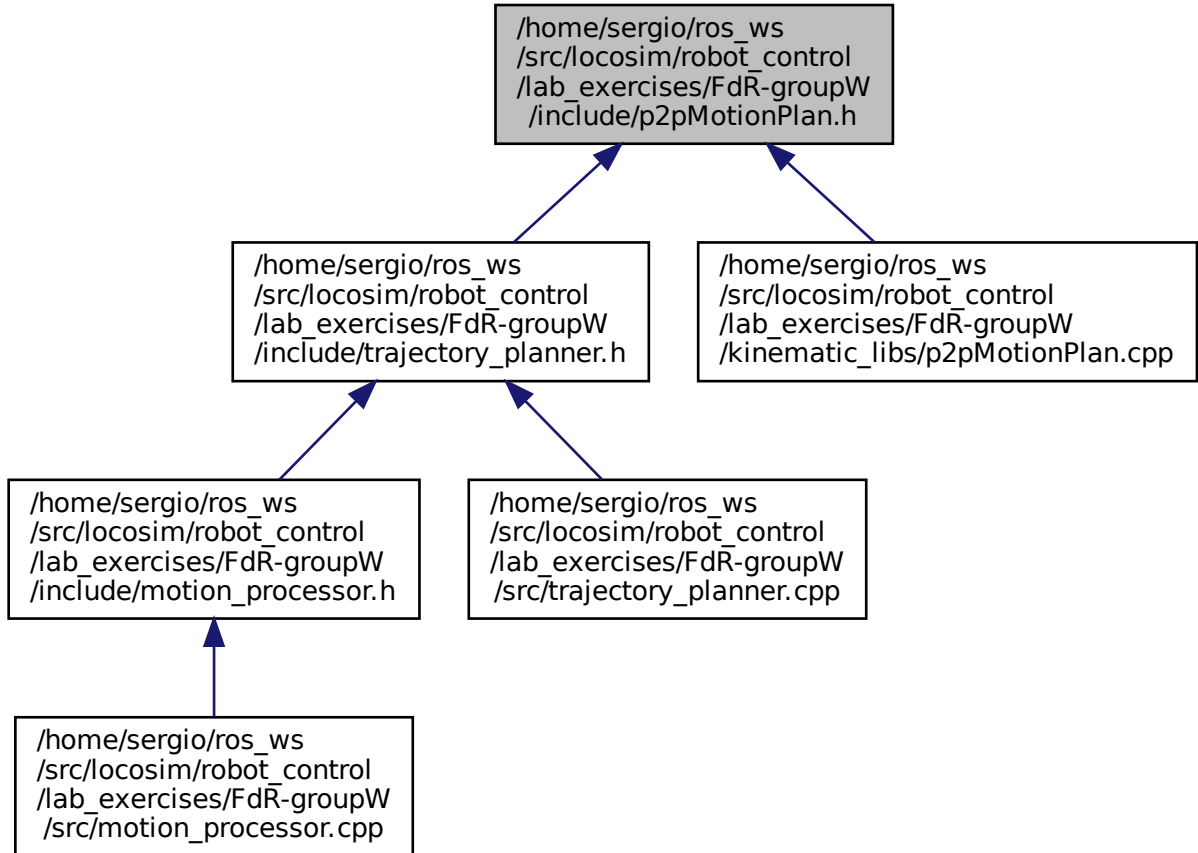 /home/sergio/ros_ws
/src/locosim/robot_control
/lab_exercises/FdR-groupW
/include/p2pMotionPlan.h
/home/sergio/ros_ws
/src/locosim/robot_control
/lab_exercises/FdR-groupW
/include/trajectory_planner.h
/home/sergio/ros_ws
/src/locosim/robot_control
/lab_exercises/FdR-groupW
/kinematic_libs/p2pMotionPlan.cpp
/home/sergio/ros_ws
/src/locosim/robot_control
/lab_exercises/FdR-groupW
/include/motion_processor.h
/home/sergio/ros_ws
/src/locosim/robot_control
/lab_exercises/FdR-groupW
/src/trajectory_planner.cpp
/home/sergio/ros_ws
/src/locosim/robot_control
/lab_exercises/FdR-groupW
/src/motion_processor.cpp